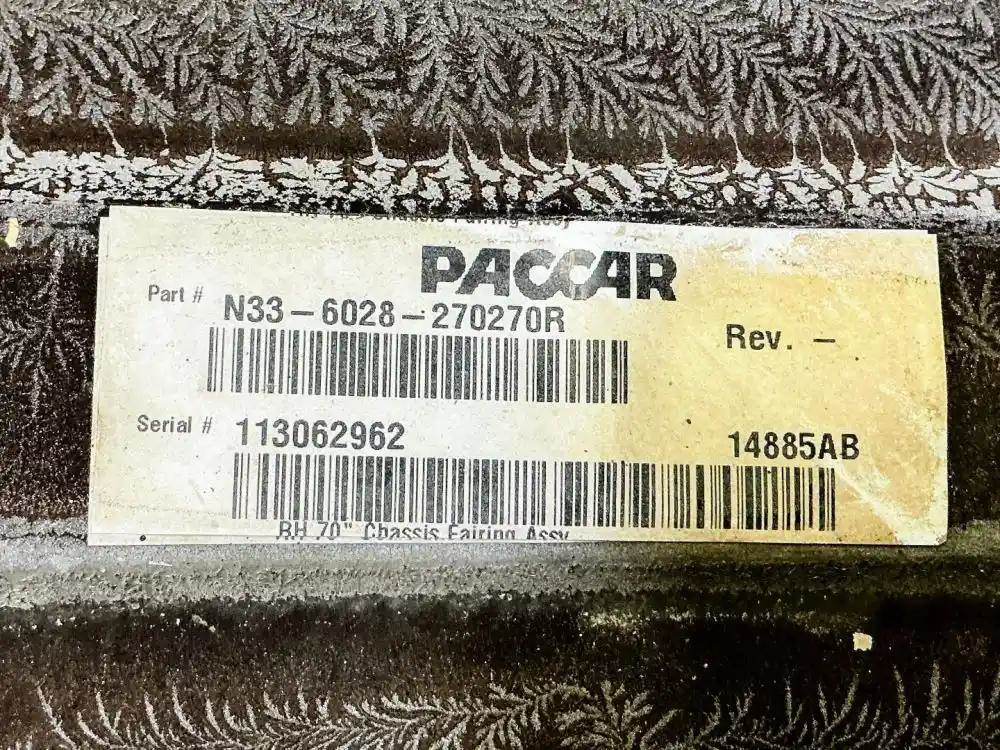 PACCAR
Part # N33-6028-270270R
Rev. -
Serial # 113062962 14885AB
RH 70" Chassis Fairing Assy